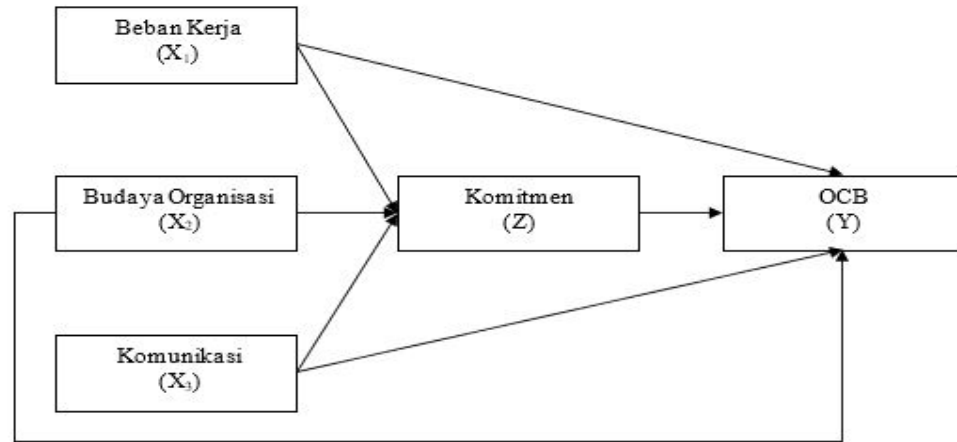 Beban Kerja
(X₁)
Budaya Organisasi
(X₂)
Komitmen
(Z)
OCB
(Y)
Komunikasi
(X₃)